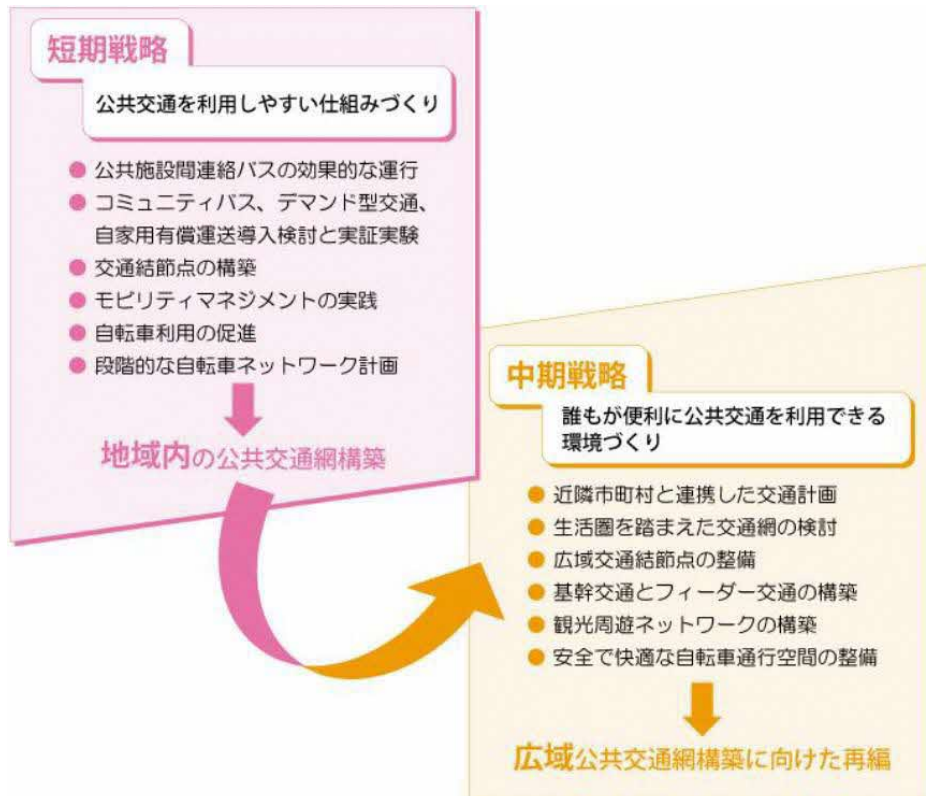 短期戦略
公共交通を利用しやすい仕組みづくり
● 公共施設間連絡バスの効果的な運行
● コミュニティバス、デマンド型交通、
自家用有償運送導入検討と実証実験
● 交通結節点の構築
● モビリティマネジメントの実践
● 自転車利用の促進
● 段階的な自転車ネットワーク計画
地域内の公共交通網構築
中期戦略
誰もが便利に公共交通を利用できる
環境づくり
● 近隣市町村と連携した交通計画
● 生活圏を踏まえた交通網の検討
● 広域交通結節点の整備
● 基幹交通とフィーダー交通の構築
● 観光周遊ネットワークの構築
● 安全で快適な自転車通行空間の整備
広域公共交通網構築に向けた再編